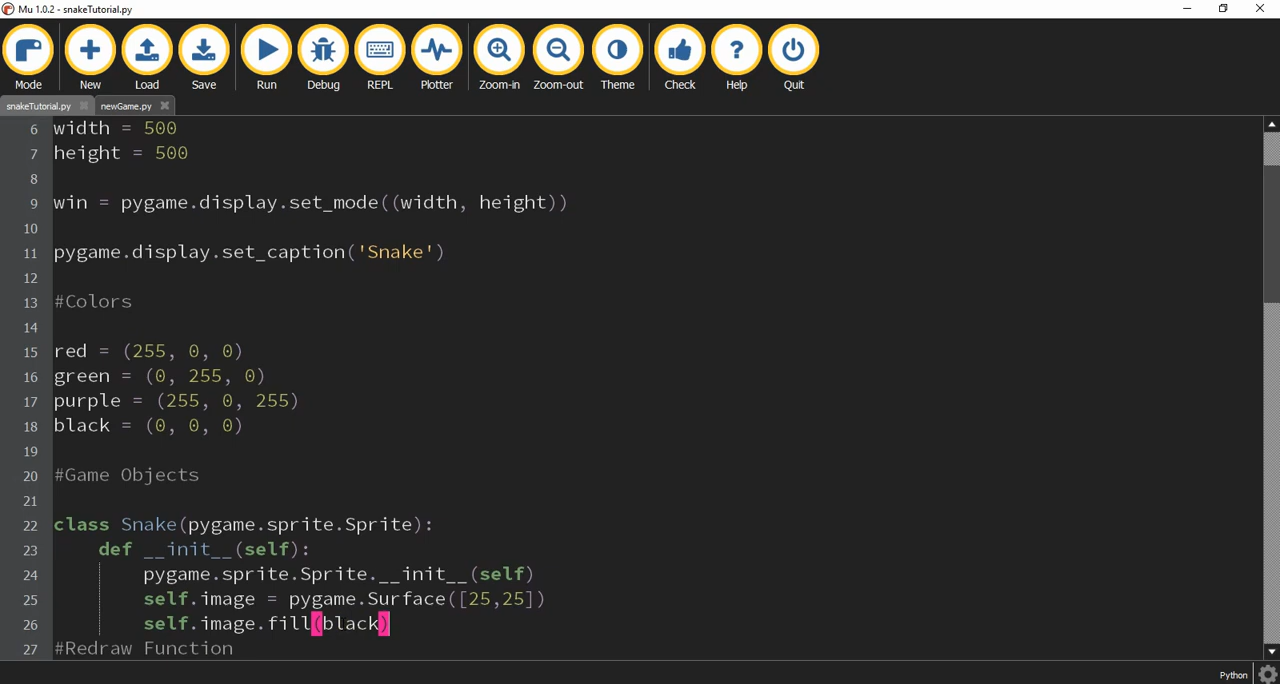 Mu 1.0.2 - snakeTutorial.py
Mode New Load Save Run Debug REPL Plotter Zoom-in Zoom-out Theme Check Help Quit
snakeTutorial.py newGame.py
6 width = 500
7 height = 500
8
9 win = pygame.display.set_mode((width, height))
10
11 pygame.display.set_caption('Snake')
12
13 #Colors
14
15 red = (255, 0, 0)
16 green = (0, 255, 0)
17 purple = (255, 0, 255)
18 black = (0, 0, 0)
19
20 #Game Objects
21
22 class Snake(pygame.sprite.Sprite):
23     def __init__(self):
24         pygame.sprite.Sprite.__init__(self)
25         self.image = pygame.Surface([25,25])
26         self.image.fill(black)
27 #Redraw Function
Python